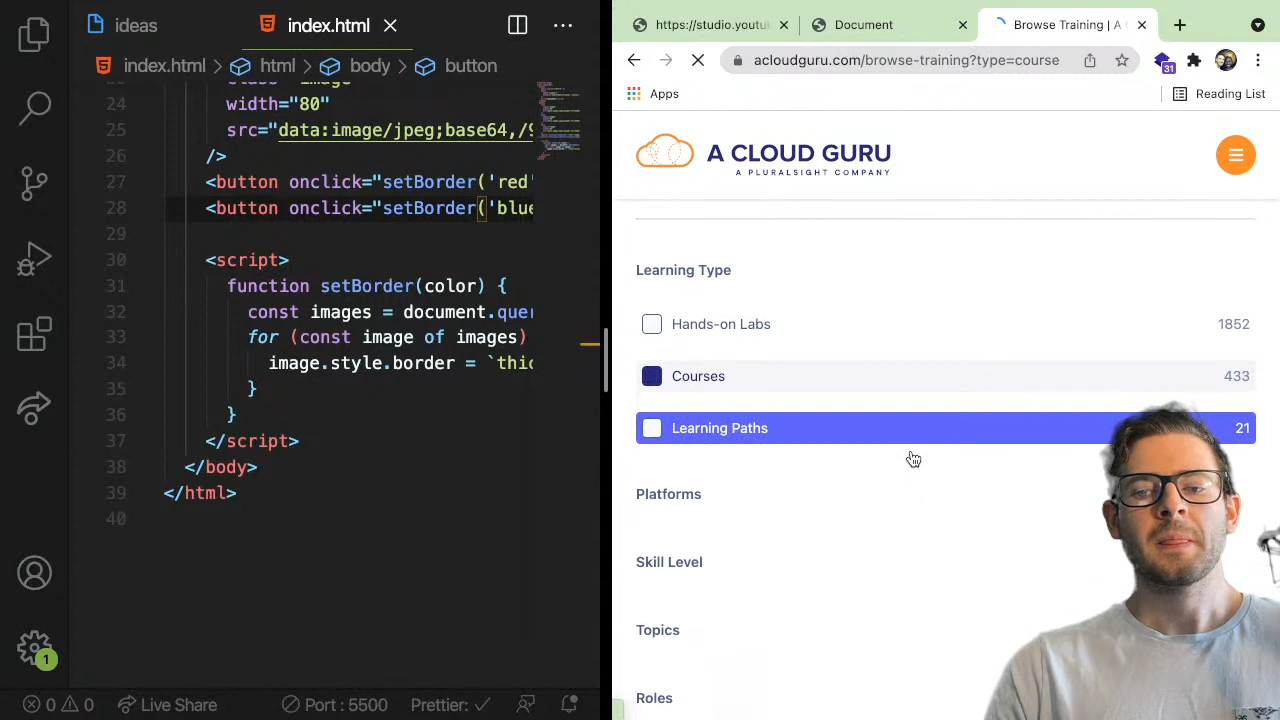 ideas
index.html
index.html > html > body > button
class="image"
24 width="80"
25 src="data:image/jpeg;base64,/9
26 />
27 <button onclick="setBorder('red'
28 <button onclick="setBorder('blue
29
30 <script>
31 function setBorder(color) {
32 const images = document.quer
33 for (const image of images)
34 image.style.border = `thic
35 }
36 }
37 </script>
38 </body>
39 </html>
40
1
0 0 Live Share Port : 5500 Prettier:
https://studio.youtu
Document
Browse Training | A C
acloudguru.com/browse-training?type=course
31
Apps
Reading List
A CLOUD GURU
A PLURALSIGHT COMPANY
Learning Type
Hands-on Labs 1852
Courses 433
Learning Paths 21
Platforms
Skill Level
Topics
Roles